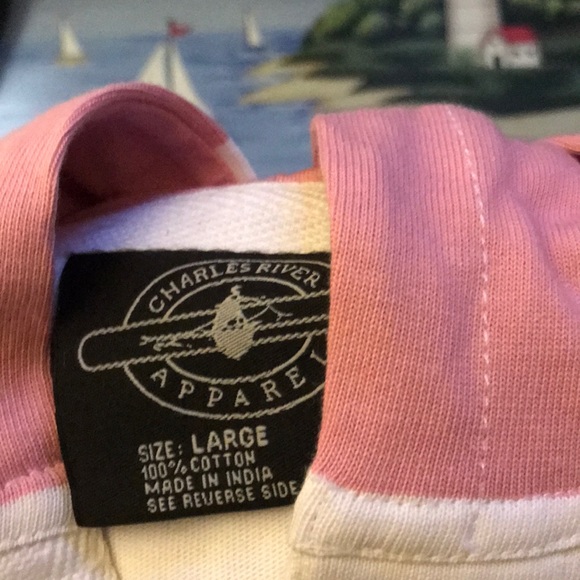 CHARLES RIVER
APPAREL
SIZE: LARGE
100% COTTON
MADE IN INDIA
SEE REVERSE SIDE